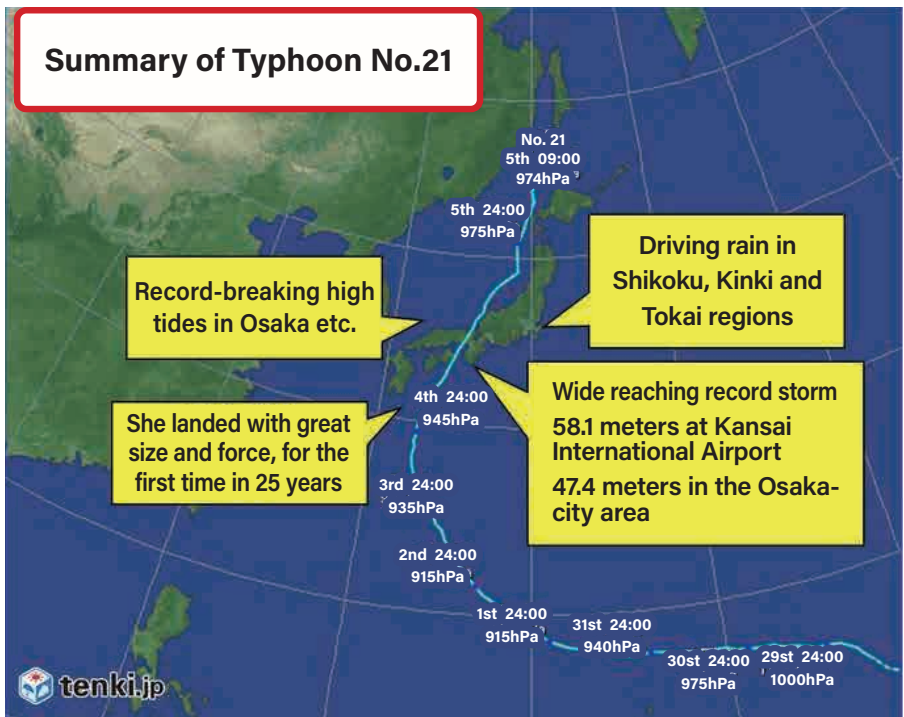 Summary of Typhoon No.21
No. 21
5th 09:00
974hPa
5th 24:00
975hPa
Driving rain in
Shikoku, Kinki and
Tokai regions
Record-breaking high
tides in Osaka etc.
4th 24:00
945hPa
Wide reaching record storm
58.1 meters at Kansai
International Airport
47.4 meters in the Osaka-
city area
She landed with great
size and force, for the
first time in 25 years
3rd 24:00
935hPa
2nd 24:00
915hPa
1st 24:00
915hPa
31st 24:00
940hPa
30st 24:00
975hPa
29st 24:00
1000hPa
tenki.jp